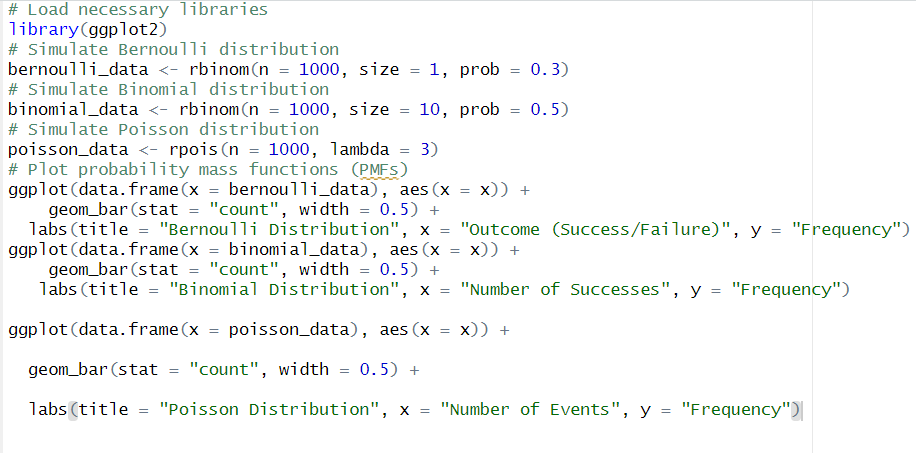 # Load necessary libraries
library(ggplot2)
# Simulate Bernoulli distribution
bernoulli_data <- rbinom(n = 1000, size = 1, prob = 0.3)
# Simulate Binomial distribution
binomial_data <- rbinom(n = 1000, size = 10, prob = 0.5)
# Simulate Poisson distribution
poisson_data <- rpois(n = 1000, lambda = 3)
# Plot probability mass functions (PMFs)
ggplot(data.frame(x = bernoulli_data), aes(x = x)) +
    geom_bar(stat = "count", width = 0.5) +
  labs(title = "Bernoulli Distribution", x = "Outcome (Success/Failure)", y = "Frequency")
ggplot(data.frame(x = binomial_data), aes(x = x)) +
    geom_bar(stat = "count", width = 0.5) +
   labs(title = "Binomial Distribution", x = "Number of Successes", y = "Frequency")
ggplot(data.frame(x = poisson_data), aes(x = x)) +
  geom_bar(stat = "count", width = 0.5) +
  labs(title = "Poisson Distribution", x = "Number of Events", y = "Frequency")